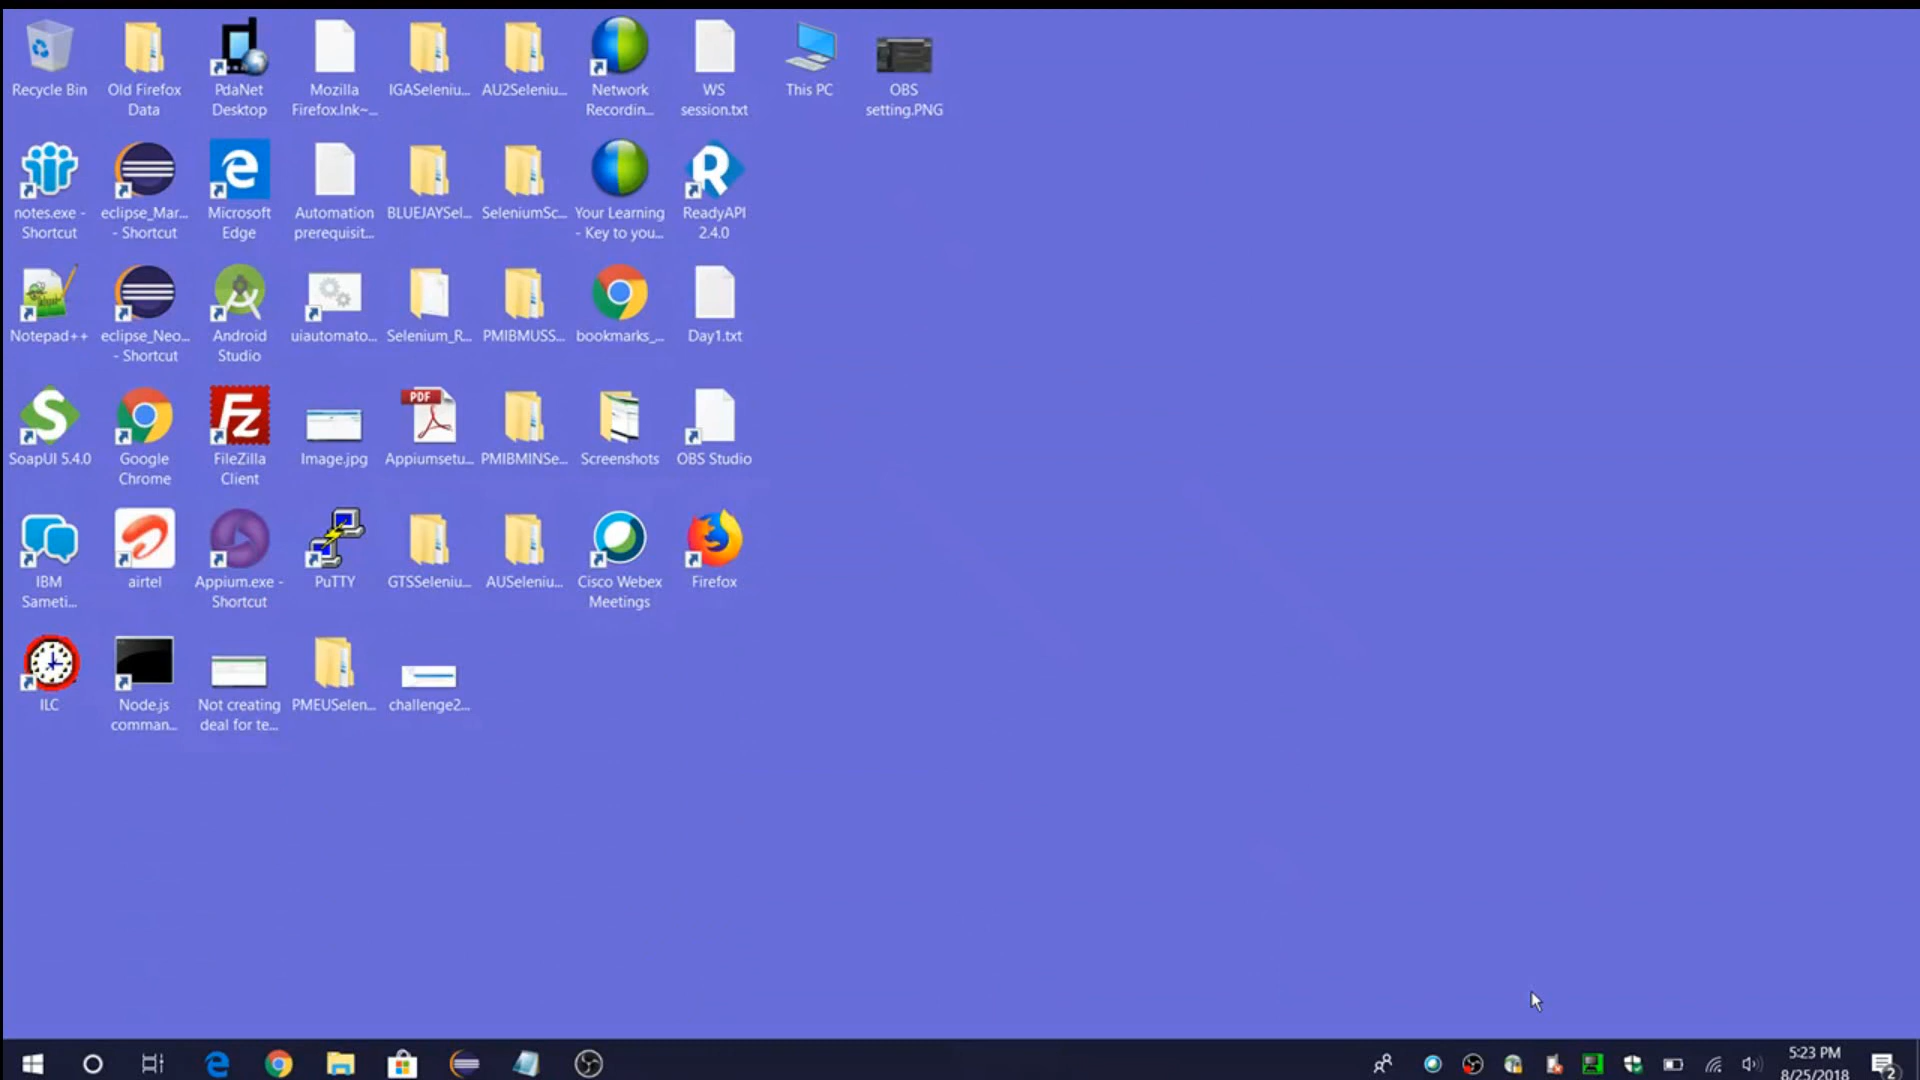 Recycle Bin
Old Firefox
Data
PdaNet
Desktop
Mozilla
Firefox.lnk~...
IGASeleniu...
AU2Seleniu...
Network
Recordin...
WS
session.txt
This PC
OBS
setting.PNG
notes.exe -
Shortcut
eclipse_Mar...
- Shortcut
Microsoft
Edge
Automation
prerequisit...
BLUEJAYSel...
SeleniumSc...
Your Learning
- Key to you...
ReadyAPI
2.4.0
Notepad++
eclipse_Neo...
- Shortcut
Android
Studio
uiautomato...
Selenium_R...
PMIBMUSS...
bookmarks_...
Day1.txt
SoapUI 5.4.0
Google
Chrome
FileZilla
Client
Image.jpg
PDF
Appiumsetu...
PMIBMINSe...
Screenshots
OBS Studio
IBM
Sameti...
airtel
Appium.exe -
Shortcut
PuTTY
GTSSeleniu...
AUSeleniu...
Cisco Webex
Meetings
Firefox
ILC
Node.js
comman...
Not creating
deal for te...
PMEUSelen...
challenge2...
5:23 PM
8/25/2018
2